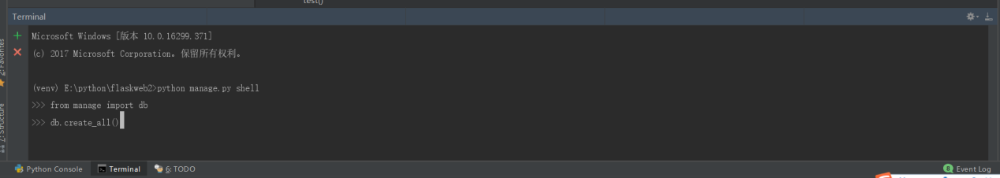 test()
Terminal
Microsoft Windows [版本 10.0.16299.371]
(c) 2017 Microsoft Corporation。保留所有权利。
(venv) E:\python\flaskweb2>python manage.py shell
>>> from manage import db
>>> db.create_all()
2: Favorites
7: Structure
Python Console
Terminal
6: TODO
8
Event Log